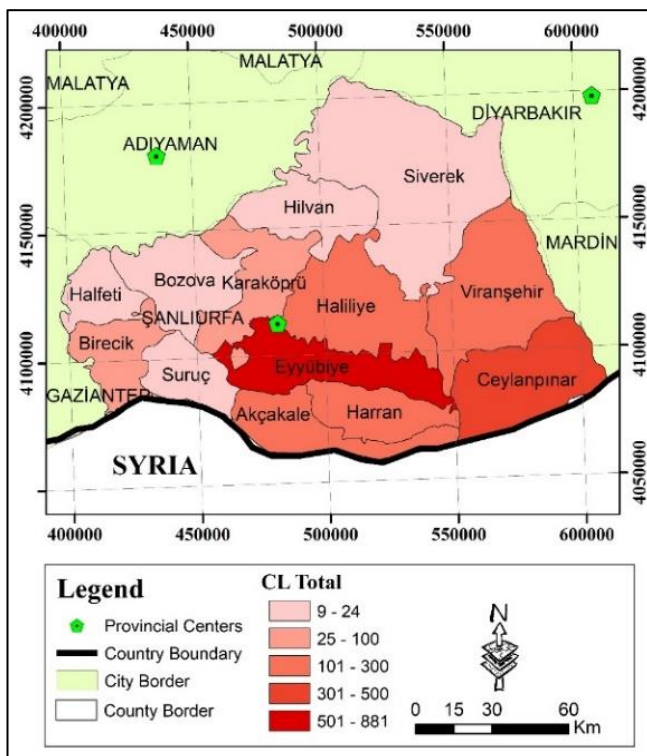 400000 450000 500000 550000 600000
MALATYA
MALATYA
4200000
4200000
DİYARBAKIR
ADIYAMAN
Siverek
Hilvan
4150000
4150000
MARDİN
Halfeti
Bozova
Karaköprü
Haliliye
Viranşehir
ŞANLIURFA
Birecik
4100000
4100000
Eyyübiye
Suruç
Ceylanpınar
GAZİANTEP
Akçakale
Harran
SYRIA
4050000
400000 450000 500000 550000 600000
Legend
Provincial Centers
Country Boundary
City Border
County Border
CL Total
9 - 24
25 - 100
101 - 300
301 - 500
501 - 881
N
0 15 30 60
Km